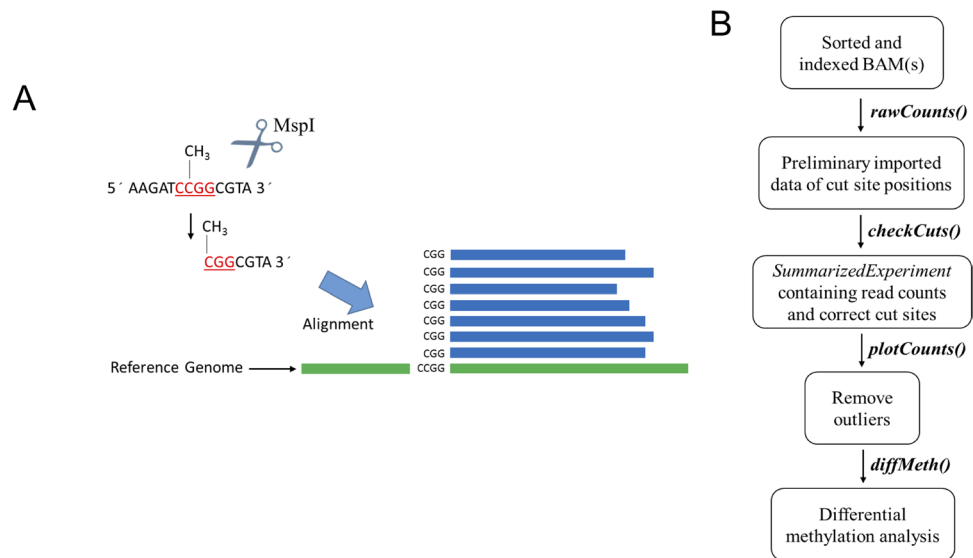 A
MspI
CH3
5´ AAGATCCGGCGTA 3´
CH3
CGGCGTA 3´
Alignment
CGG
CGG
CGG
CGG
CGG
CGG
CGG
Reference Genome
CCGG
B
Sorted and
indexed BAM(s)
rawCounts()
Preliminary imported
data of cut site positions
checkCuts()
SummarizedExperiment
containing read counts
and correct cut sites
plotCounts()
Remove
outliers
diffMeth()
Differential
methylation analysis